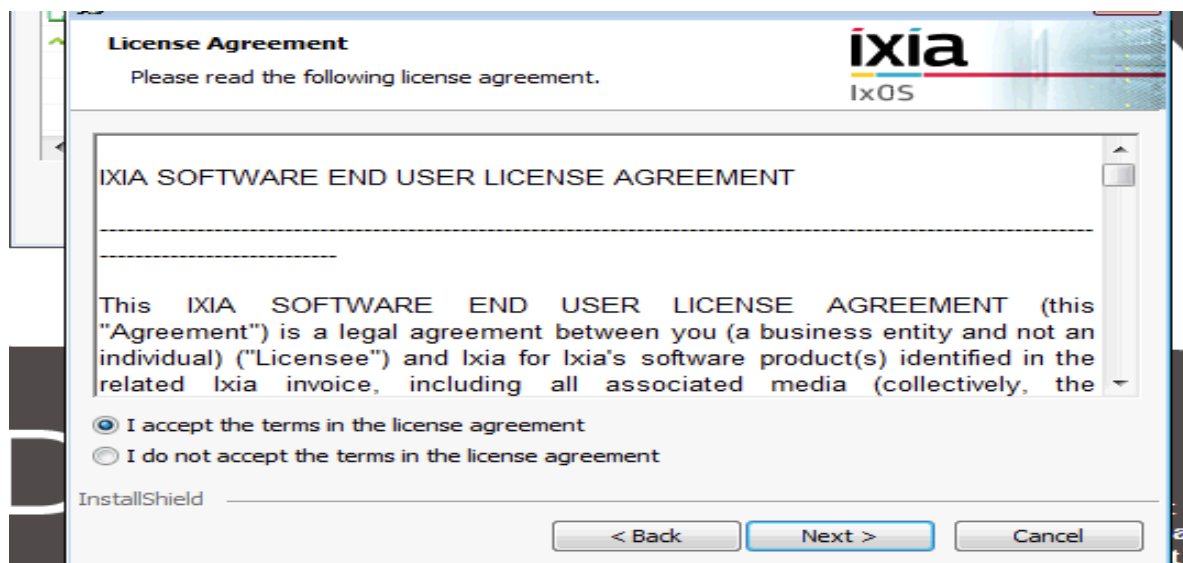 License Agreement
Please read the following license agreement.
ixia
IxOS
IXIA SOFTWARE END USER LICENSE AGREEMENT
--------------------------------------------------------------------------------------------------------------------
---------------------------
This IXIA SOFTWARE END USER LICENSE AGREEMENT (this
"Agreement") is a legal agreement between you (a business entity and not an
individual) ("Licensee") and Ixia for Ixia's software product(s) identified in the
related Ixia invoice, including all associated media (collectively, the
I accept the terms in the license agreement
I do not accept the terms in the license agreement
InstallShield
< Back
Next >
Cancel